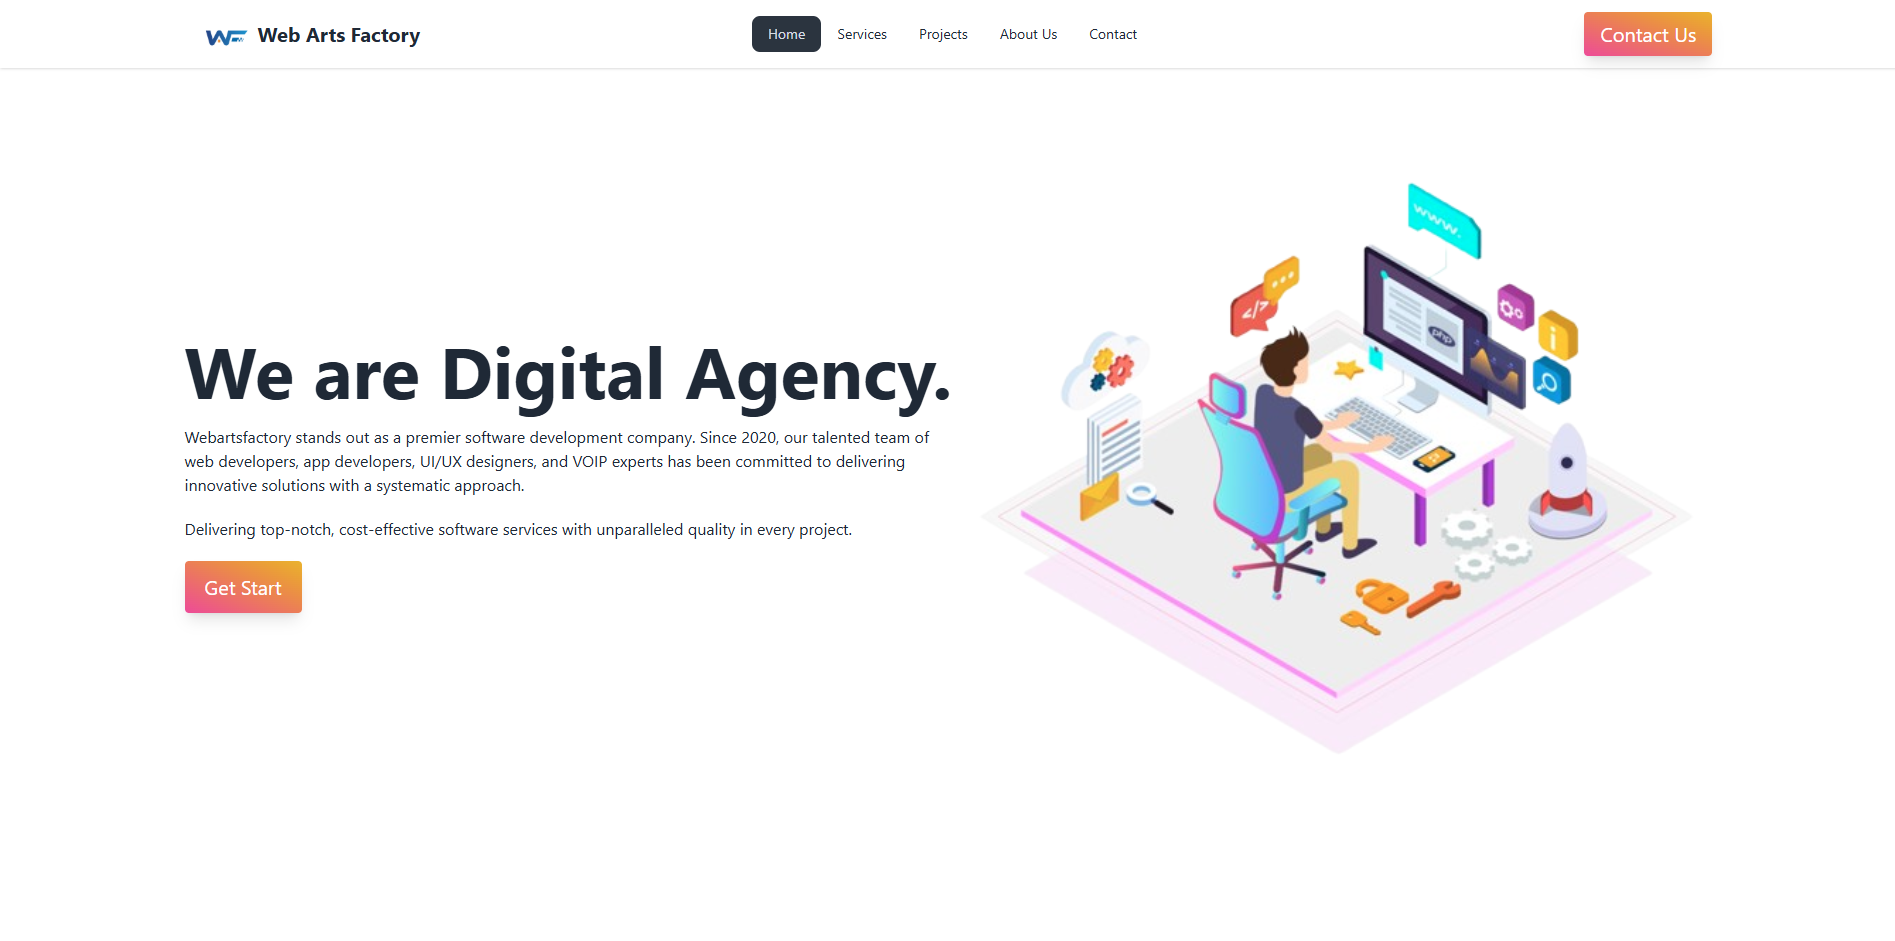 WF Web Arts Factory
Home Services Projects About Us Contact
Contact Us
www.
</>
php
We are Digital Agency.
Webartsfactory stands out as a premier software development company. Since 2020, our talented team of
web developers, app developers, UI/UX designers, and VOIP experts has been committed to delivering
innovative solutions with a systematic approach.
Delivering top-notch, cost-effective software services with unparalleled quality in every project.
Get Start